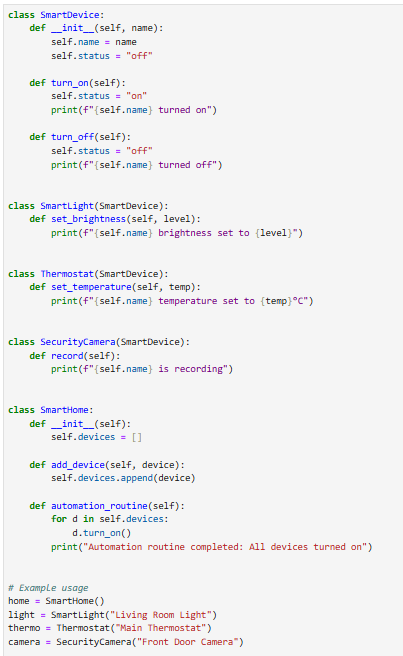 class SmartDevice:
    def __init__(self, name):
        self.name = name
        self.status = "off"

    def turn_on(self):
        self.status = "on"
        print(f"{self.name} turned on")

    def turn_off(self):
        self.status = "off"
        print(f"{self.name} turned off")


class SmartLight(SmartDevice):
    def set_brightness(self, level):
        print(f"{self.name} brightness set to {level}")


class Thermostat(SmartDevice):
    def set_temperature(self, temp):
        print(f"{self.name} temperature set to {temp}°C")


class SecurityCamera(SmartDevice):
    def record(self):
        print(f"{self.name} is recording")


class SmartHome:
    def __init__(self):
        self.devices = []

    def add_device(self, device):
        self.devices.append(device)

    def automation_routine(self):
        for d in self.devices:
            d.turn_on()
        print("Automation routine completed: All devices turned on")


# Example usage
home = SmartHome()
light = SmartLight("Living Room Light")
thermo = Thermostat("Main Thermostat")
camera = SecurityCamera("Front Door Camera")